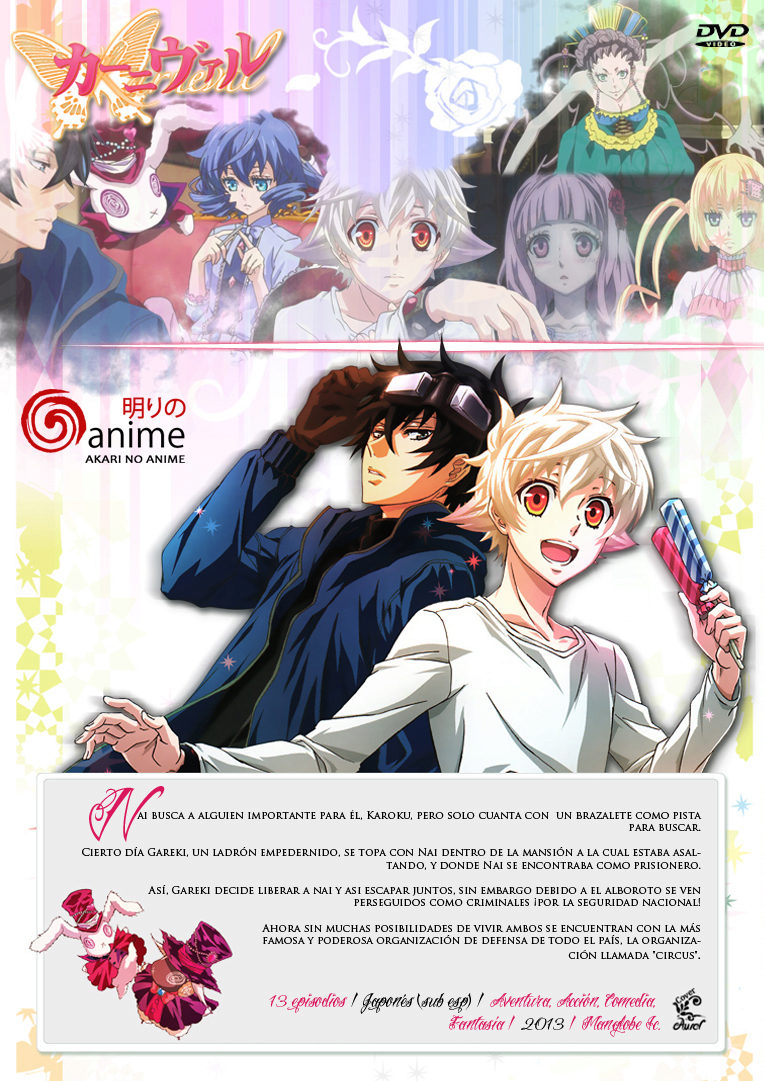 カーニヴァル
DVD
VIDEO
明りの
anime
AKARI NO ANIME
Nai busca a alguien importante para él, Karoku, pero solo cuanta con un brazalete como pista
para buscar.
Cierto día Gareki, un ladrón empedernido, se topa con Nai dentro de la mansión a la cual estaba asal-
tando, y donde Nai se encontraba como prisionero.
Así, Gareki decide liberar a nai y asi escapar juntos, sin embargo debido a el alboroto se ven
perseguidos como criminales ¡por la seguridad nacional!
Ahora sin muchas posibilidades de vivir ambos se encuentran con la más
famosa y poderosa organización de defensa de todo el país, la organiza-
ción llamada "circus".
13 episodios / Japonés (sub esp) / Aventura, Acción, Comedia,
Fantasía / 2013 / Manglobe Ic.
Cover